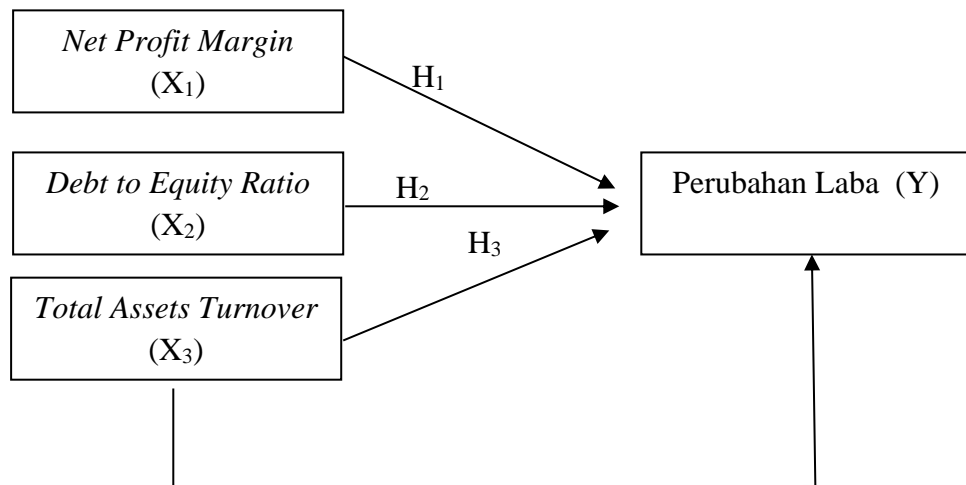 Net Profit Margin
(X₁)
H₁
Debt to Equity Ratio
(X₂)
H₂
Perubahan Laba (Y)
H₃
Total Assets Turnover
(X₃)